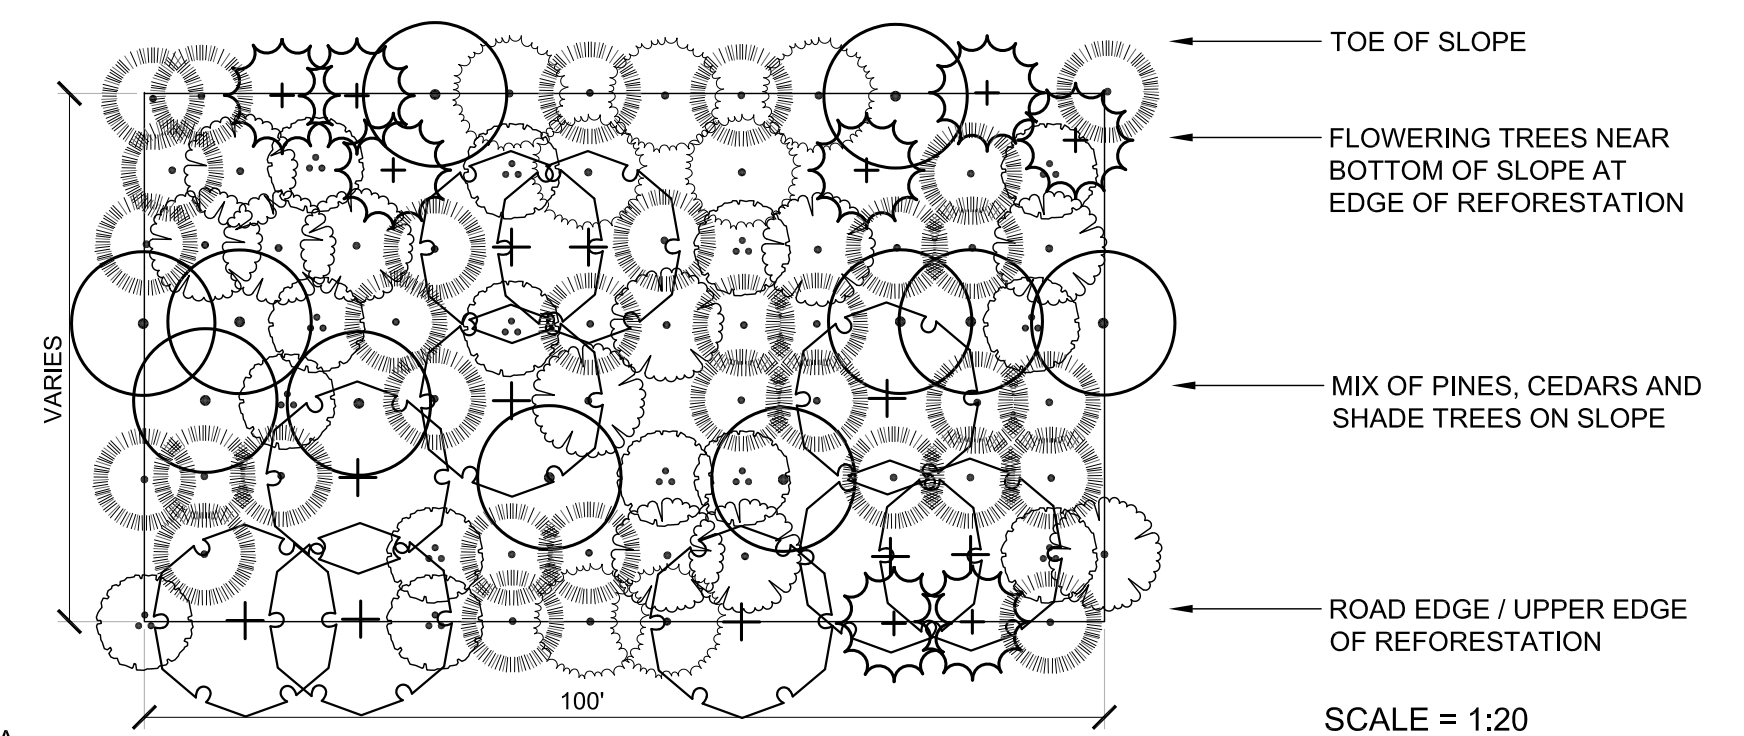 TOE OF SLOPE
FLOWERING TREES NEAR
BOTTOM OF SLOPE AT
EDGE OF REFORESTATION
VARIES
MIX OF PINES, CEDARS AND
SHADE TREES ON SLOPE
ROAD EDGE / UPPER EDGE
OF REFORESTATION
100'
SCALE = 1:20